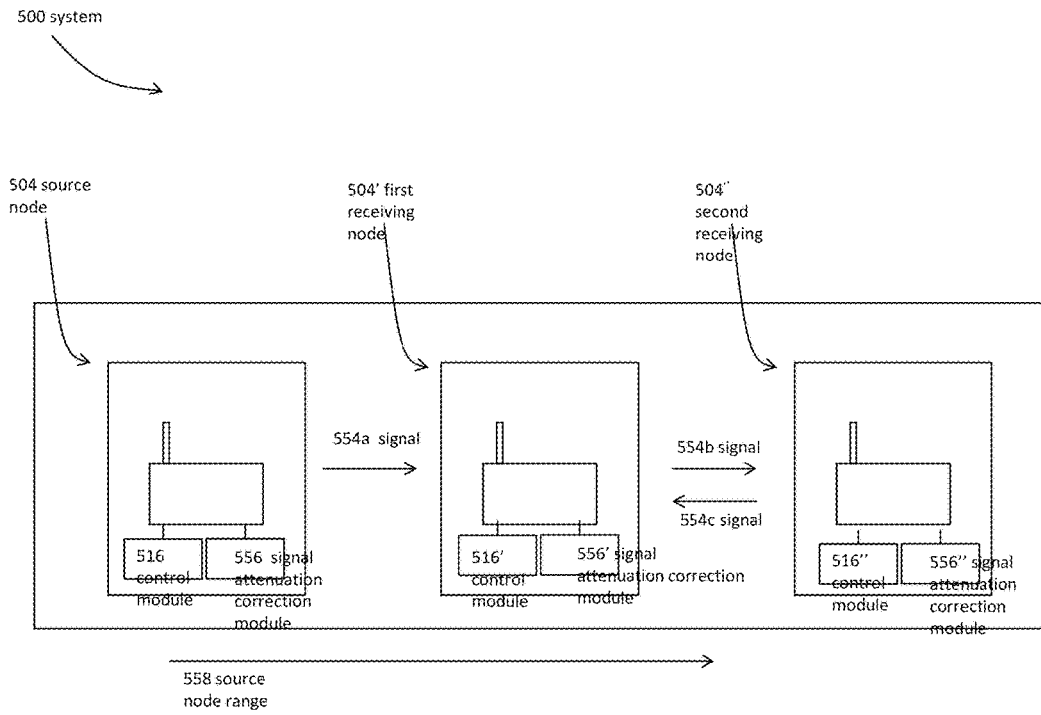 500 system
504 source
node
504' first
receiving
node
504''
second
receiving
node
554a signal
554b signal
554c signal
516
control
module
556 signal
attenuation
correction
module
516'
control
module
556' signal
attenuation correction
module
516''
control
module
556'' signal
attenuation
correction
module
558 source
node range